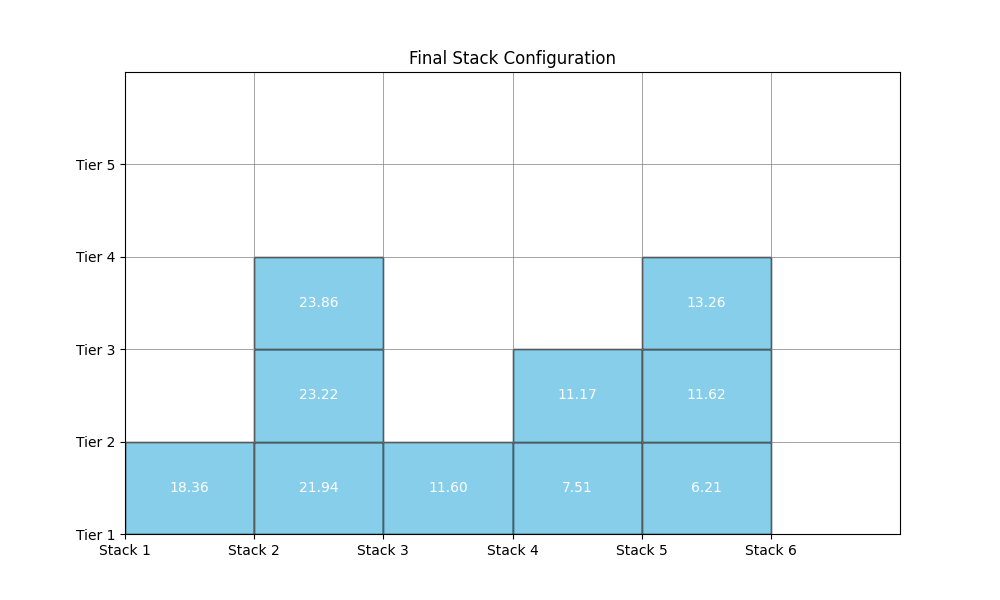 Final Stack Configuration
Tier 5
Tier 4
23.86 13.26
Tier 3
23.22 11.17 11.62
Tier 2
18.36 21.94 11.60 7.51 6.21
Tier 1
Stack 1 Stack 2 Stack 3 Stack 4 Stack 5 Stack 6